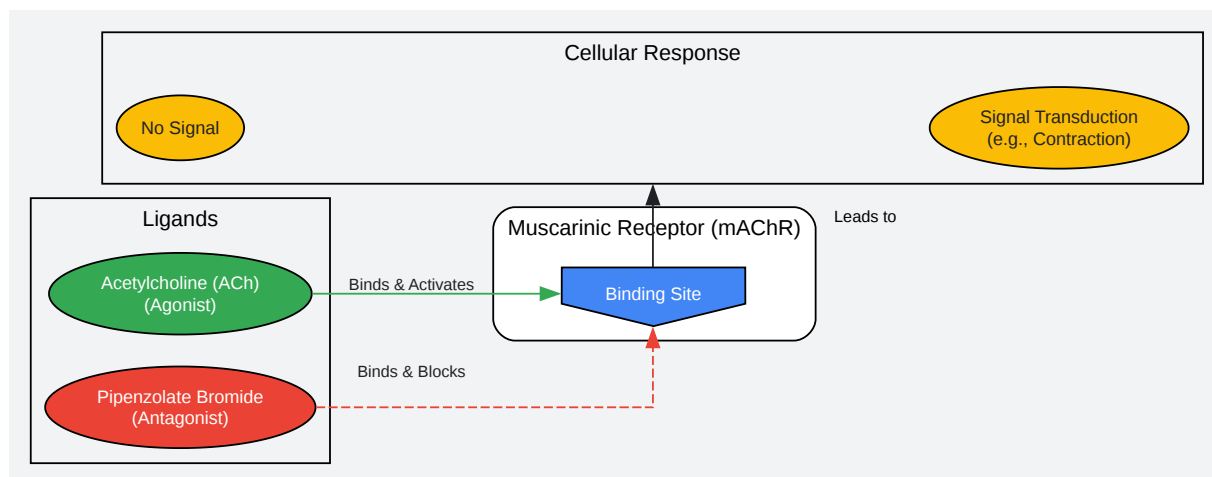 Cellular Response
No Signal
Signal Transduction
(e.g., Contraction)
Ligands
Muscarinic Receptor (mAChR)
Leads to
Acetylcholine (ACh)
(Agonist)
Binds & Activates
Binding Site
Binds & Blocks
Pipenzolate Bromide
(Antagonist)